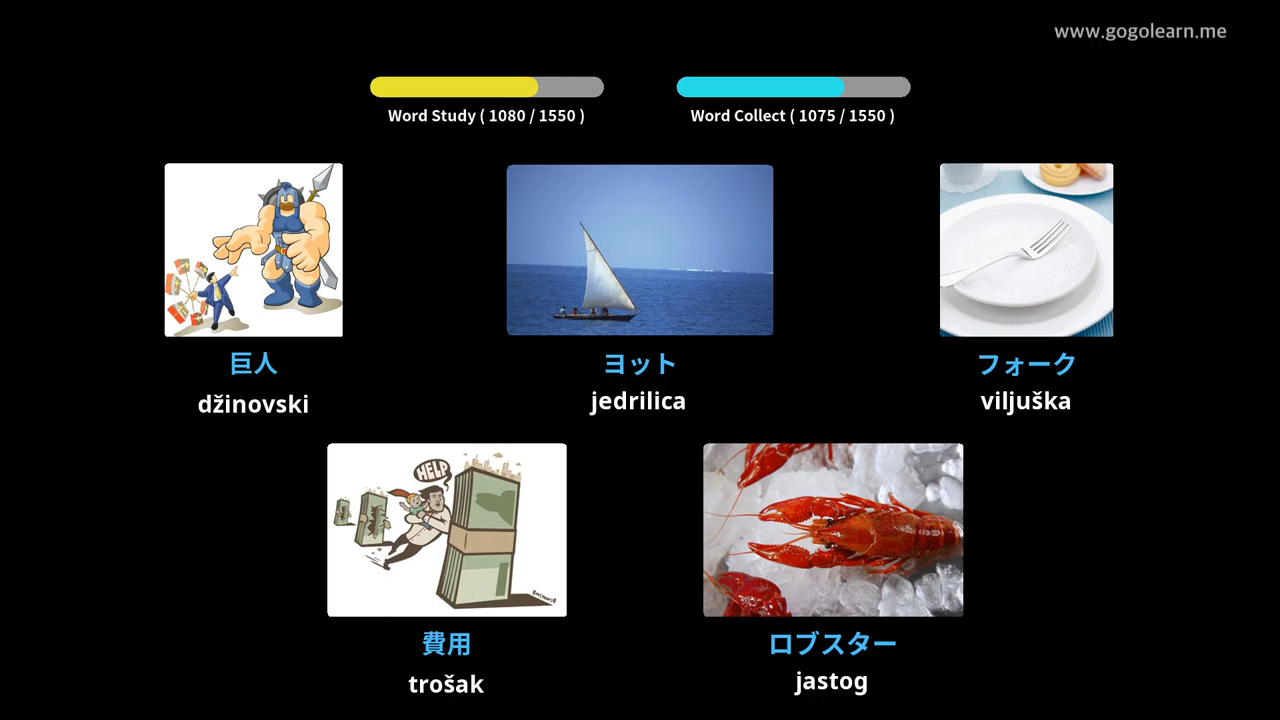 www.gogolearn.me
Word Study ( 1080 / 1550 )
Word Collect ( 1075 / 1550 )
巨人
džinovski
ヨット
jedrilica
フォーク
viljuška
HELP
費用
trošak
ロブスター
jastog